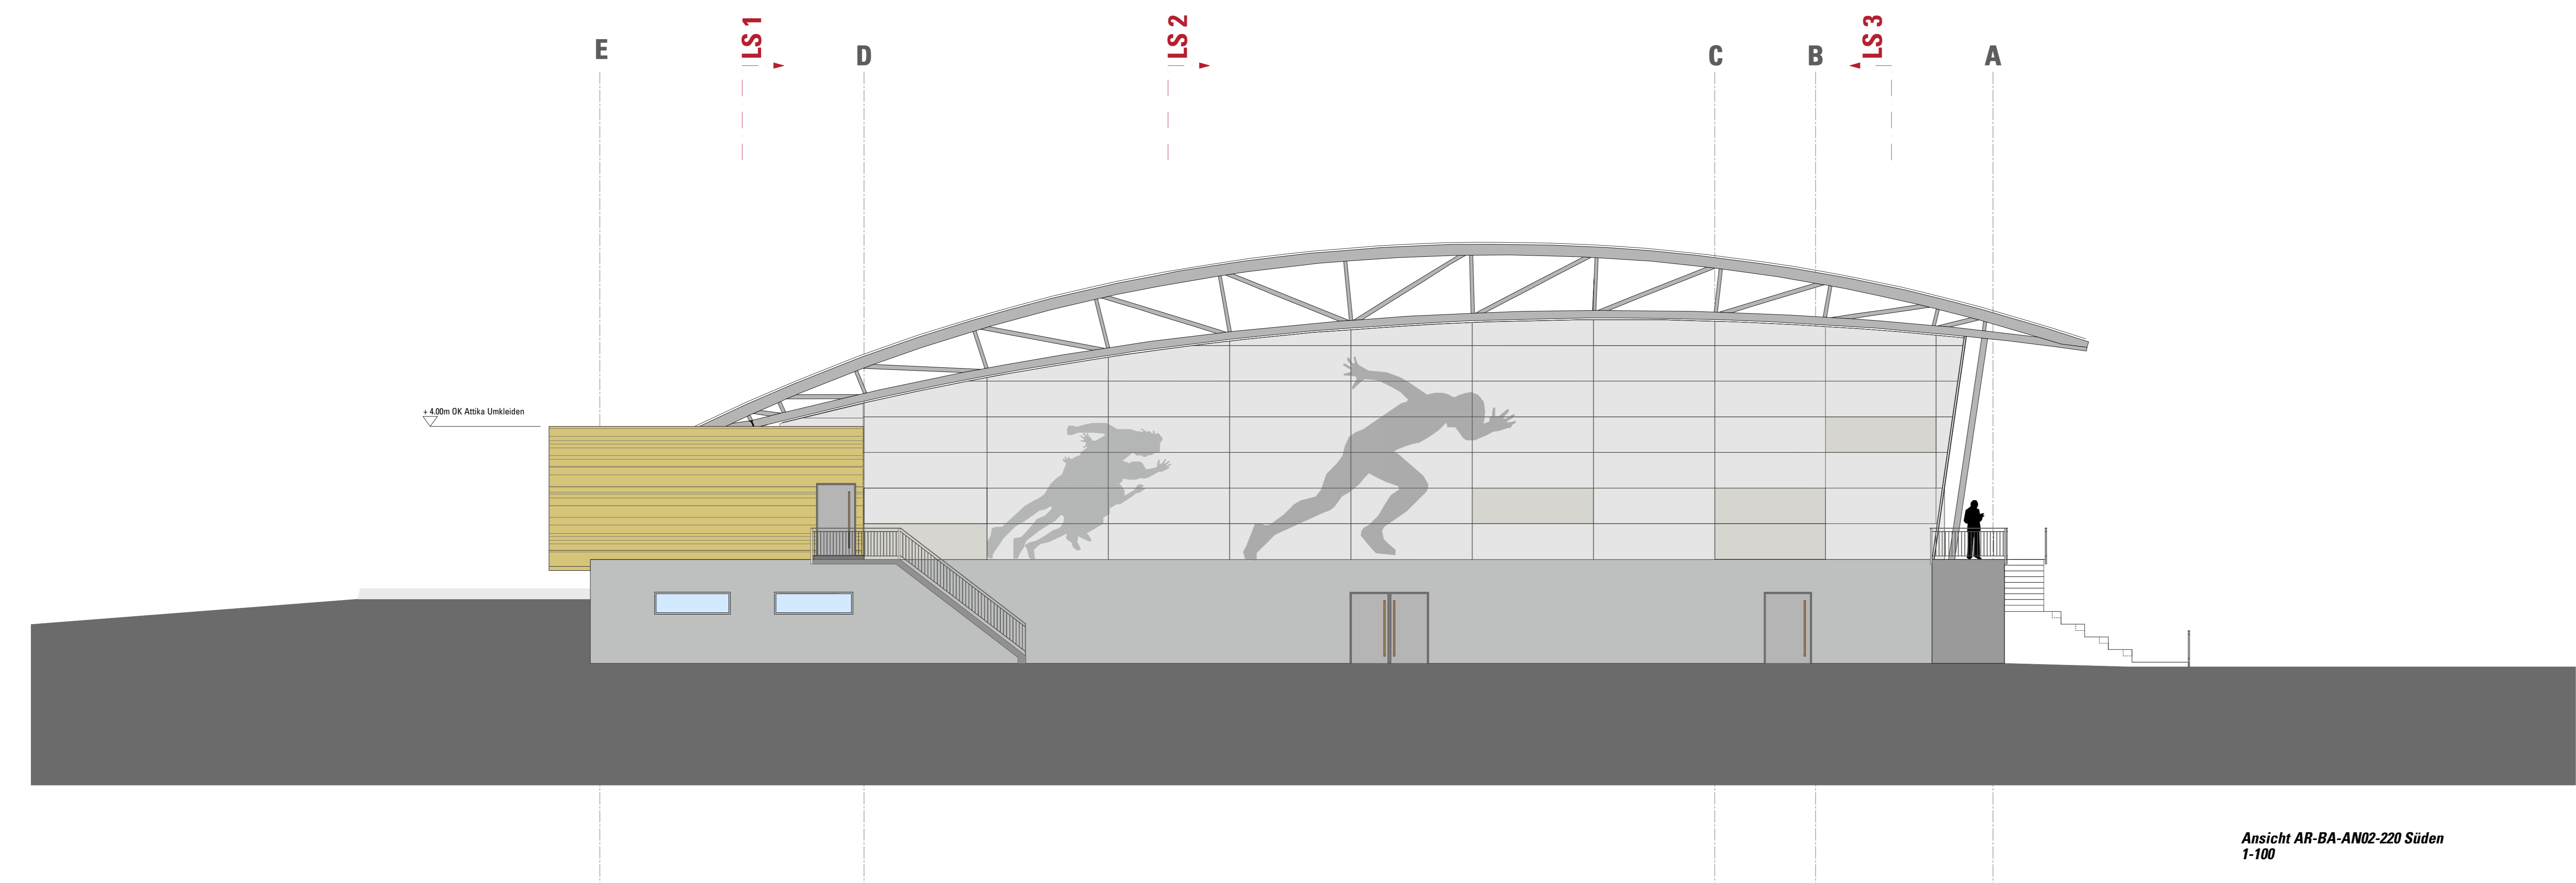 E
LS 1
D
LS 2
C
B
LS 3
A
+ 4.00m OK Attika Umkleiden
Ansicht AR-BA-AN02-220 Süden
1-100